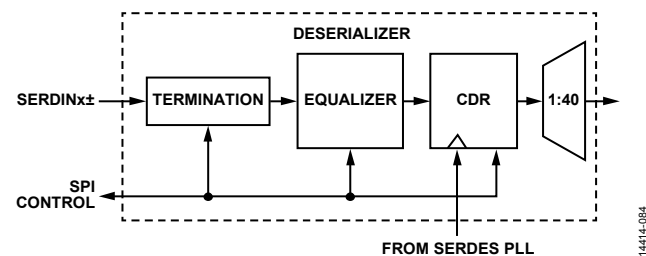 DESERIALIZER
SERDINx±
TERMINATION
EQUALIZER
CDR
1:40
SPI
CONTROL
FROM SERDES PLL
14414-084